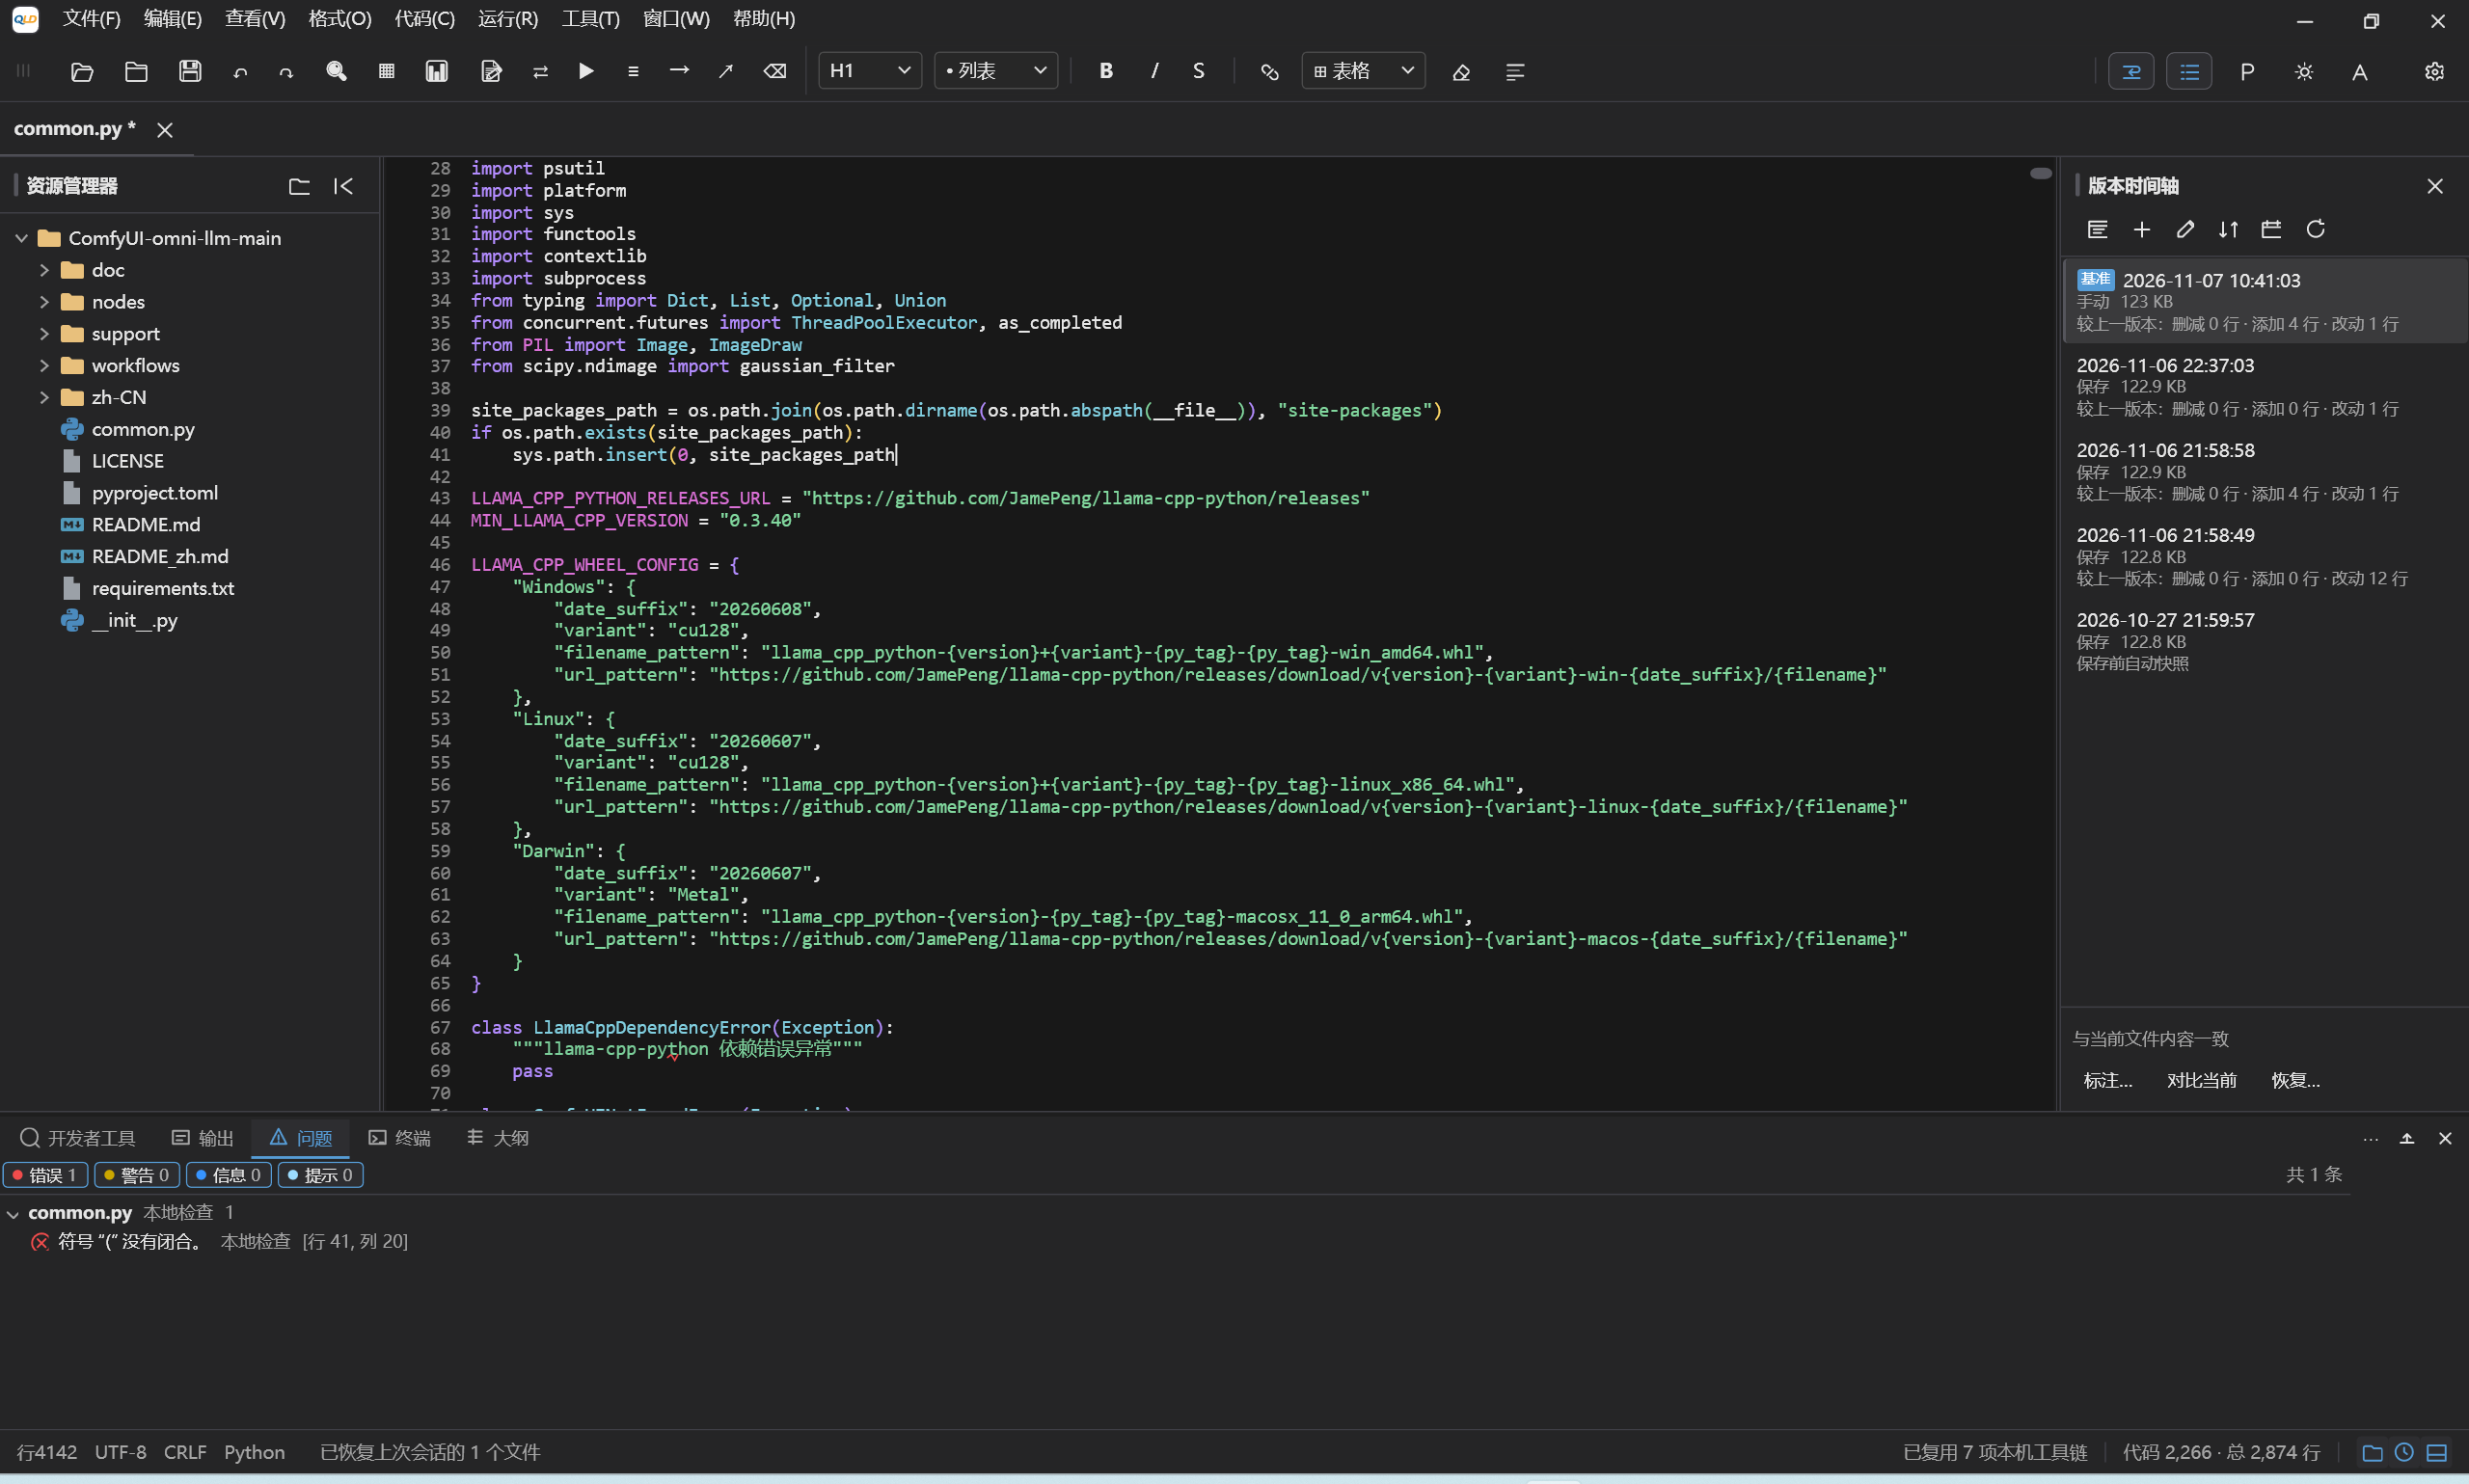 QLD 文件(F) 编辑(E) 查看(V) 格式(O) 代码(C) 运行(R) 工具(T) 窗口(W) 帮助(H)
H1 • 列表 B I S 表格 P A
common.py *
资源管理器
ComfyUI-omni-llm-main
doc
nodes
support
workflows
zh-CN
common.py
LICENSE
pyproject.toml
README.md
README_zh.md
requirements.txt
__init__.py
28 import psutil
29 import platform
30 import sys
31 import functools
32 import contextlib
33 import subprocess
34 from typing import Dict, List, Optional, Union
35 from concurrent.futures import ThreadPoolExecutor, as_completed
36 from PIL import Image, ImageDraw
37 from scipy.ndimage import gaussian_filter
38
39 site_packages_path = os.path.join(os.path.dirname(os.path.abspath(__file__)), "site-packages")
40 if os.path.exists(site_packages_path):
41     sys.path.insert(0, site_packages_path
42
43 LLAMA_CPP_PYTHON_RELEASES_URL = "https://github.com/JamePeng/llama-cpp-python/releases"
44 MIN_LLAMA_CPP_VERSION = "0.3.40"
45
46 LLAMA_CPP_WHEEL_CONFIG = {
47     "Windows": {
48         "date_suffix": "20260608",
49         "variant": "cu128",
50         "filename_pattern": "llama_cpp_python-{version}+{variant}-{py_tag}-{py_tag}-win_amd64.whl",
51         "url_pattern": "https://github.com/JamePeng/llama-cpp-python/releases/download/v{version}-{variant}-win-{date_suffix}/{filename}"
52     },
53     "Linux": {
54         "date_suffix": "20260607",
55         "variant": "cu128",
56         "filename_pattern": "llama_cpp_python-{version}+{variant}-{py_tag}-{py_tag}-linux_x86_64.whl",
57         "url_pattern": "https://github.com/JamePeng/llama-cpp-python/releases/download/v{version}-{variant}-linux-{date_suffix}/{filename}"
58     },
59     "Darwin": {
60         "date_suffix": "20260607",
61         "variant": "Metal",
62         "filename_pattern": "llama_cpp_python-{version}-{py_tag}-{py_tag}-macosx_11_0_arm64.whl",
63         "url_pattern": "https://github.com/JamePeng/llama-cpp-python/releases/download/v{version}-{variant}-macos-{date_suffix}/{filename}"
64     }
65 }
66
67 class LlamaCppDependencyError(Exception):
68     """llama-cpp-python 依赖错误异常"""
69     pass
70
版本时间轴
基准 2026-11-07 10:41:03
手动 123 KB
较上一版本：删减 0 行 · 添加 4 行 · 改动 1 行
2026-11-06 22:37:03
保存 122.9 KB
较上一版本：删减 0 行 · 添加 0 行 · 改动 1 行
2026-11-06 21:58:58
保存 122.9 KB
较上一版本：删减 0 行 · 添加 4 行 · 改动 1 行
2026-11-06 21:58:49
保存 122.8 KB
较上一版本：删减 0 行 · 添加 0 行 · 改动 12 行
2026-10-27 21:59:57
保存 122.8 KB
保存前自动快照
与当前文件内容一致
标注... 对比当前 恢复...
开发者工具 输出 问题 终端 大纲
错误 1 警告 0 信息 0 提示 0 共 1 条
common.py 本地检查 1
符号 “(” 没有闭合。 本地检查 [行 41, 列 20]
行4142 UTF-8 CRLF Python 已恢复上次会话的 1 个文件 已复用 7 项本机工具链 代码 2,266 · 总 2,874 行